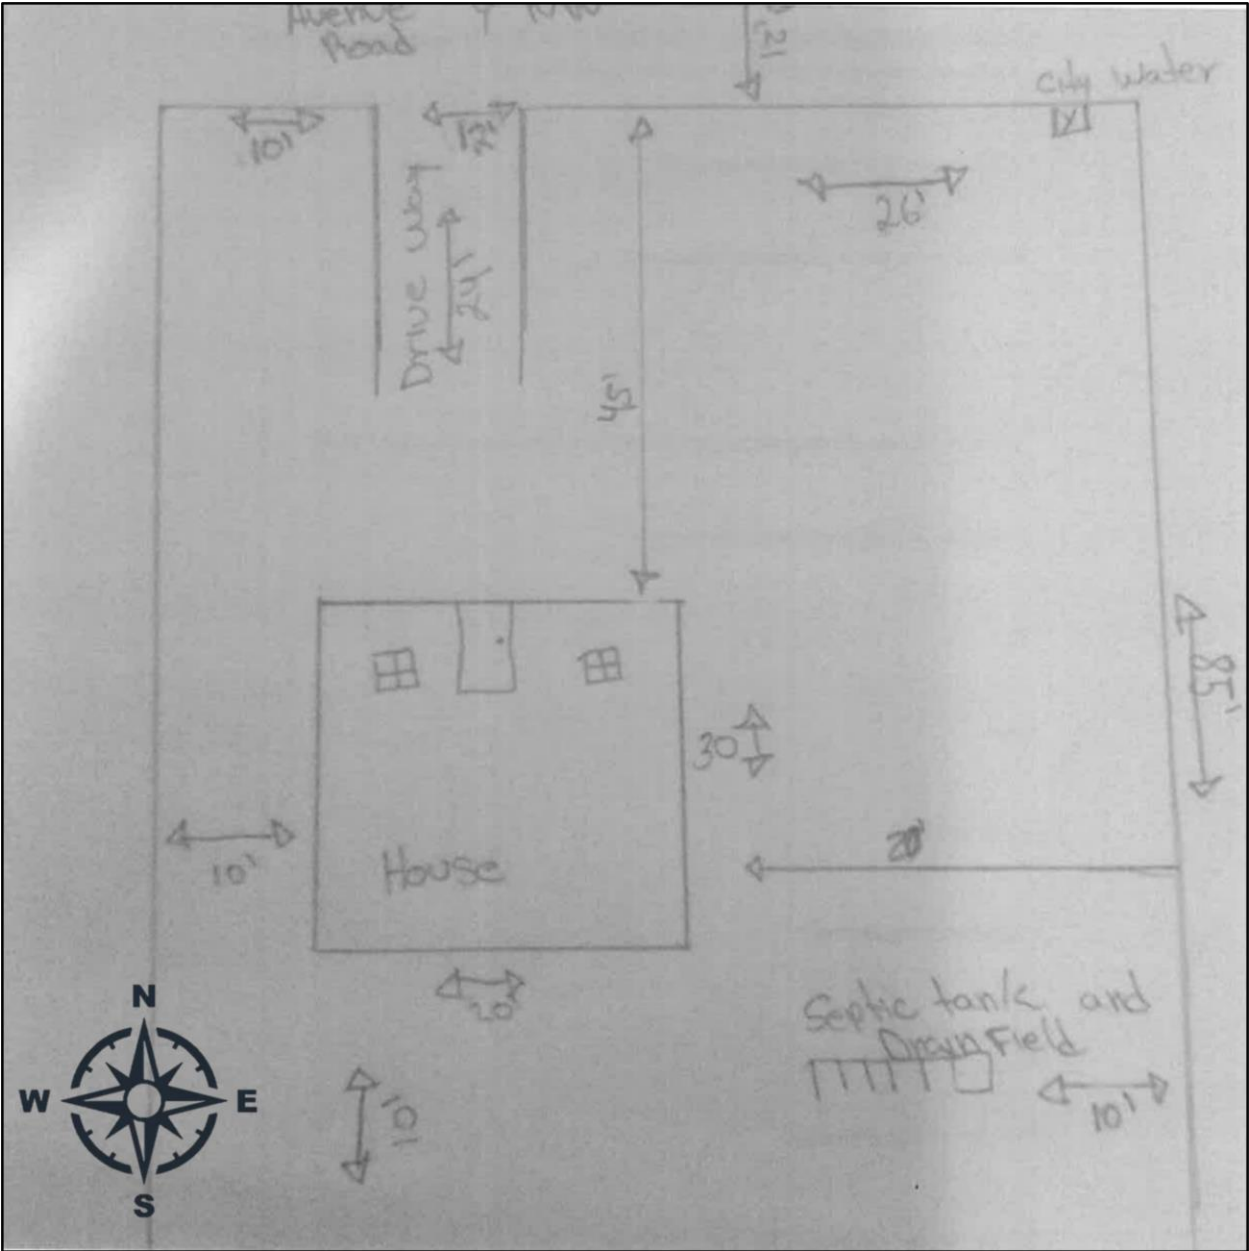 Avenue
Road
12'
City Water
10'
12'
26'
Drive Way
24'
45'
85'
30
10'
House
20'
Septic tank and
Drain Field
10'
10'
N
W
E
S